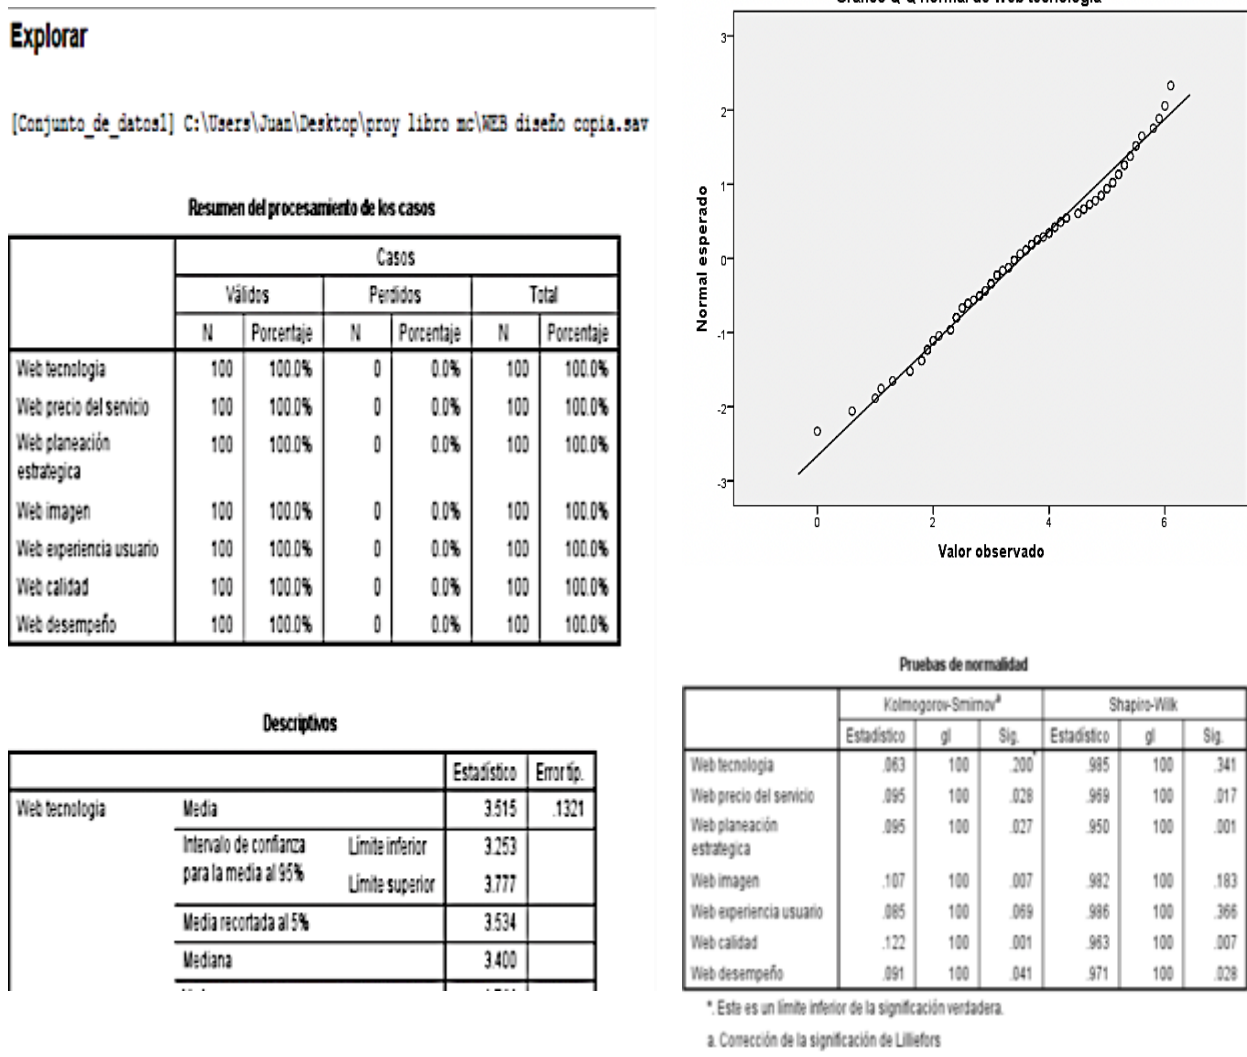 Explorar
[Conjunto_de_datos1] C:\Users\Juan\Desktop\proy libro mc\WEB diseño copia.sav
Resumen del procesamiento de los casos
Casos
Válidos Perdidos Total
N Porcentaje N Porcentaje N Porcentaje
Web tecnologia 100 100.0% 0 0.0% 100 100.0%
Web precio del servicio 100 100.0% 0 0.0% 100 100.0%
Web planeación 100 100.0% 0 0.0% 100 100.0%
estrategica
Web imagen 100 100.0% 0 0.0% 100 100.0%
Web experiencia usuario 100 100.0% 0 0.0% 100 100.0%
Web calidad 100 100.0% 0 0.0% 100 100.0%
Web desempeño 100 100.0% 0 0.0% 100 100.0%
Descriptivos
Estadístico Error típ.
Web tecnologia Media 3.515 .1321
Intervalo de confianza Límite inferior 3.253
para la media al 95% Límite superior 3.777
Media recortada al 5% 3.534
Mediana 3.400
Normal esperado
3
2
1
0
-1
-2
-3
0 2 4 6
Valor observado
Pruebas de normalidad
Kolmogorov-Smirnov^a Shapiro-Wilk
Estadístico gl Sig. Estadístico gl Sig.
Web tecnologia .063 100 .200* .985 100 .341
Web precio del servicio .095 100 .028 .969 100 .017
Web planeación .095 100 .027 .950 100 .001
estrategica
Web imagen .107 100 .007 .982 100 .183
Web experiencia usuario .085 100 .069 .986 100 .366
Web calidad .122 100 .001 .963 100 .007
Web desempeño .091 100 .041 .971 100 .028
*. Este es un límite inferior de la significación verdadera.
a. Corrección de la significación de Lilliefors